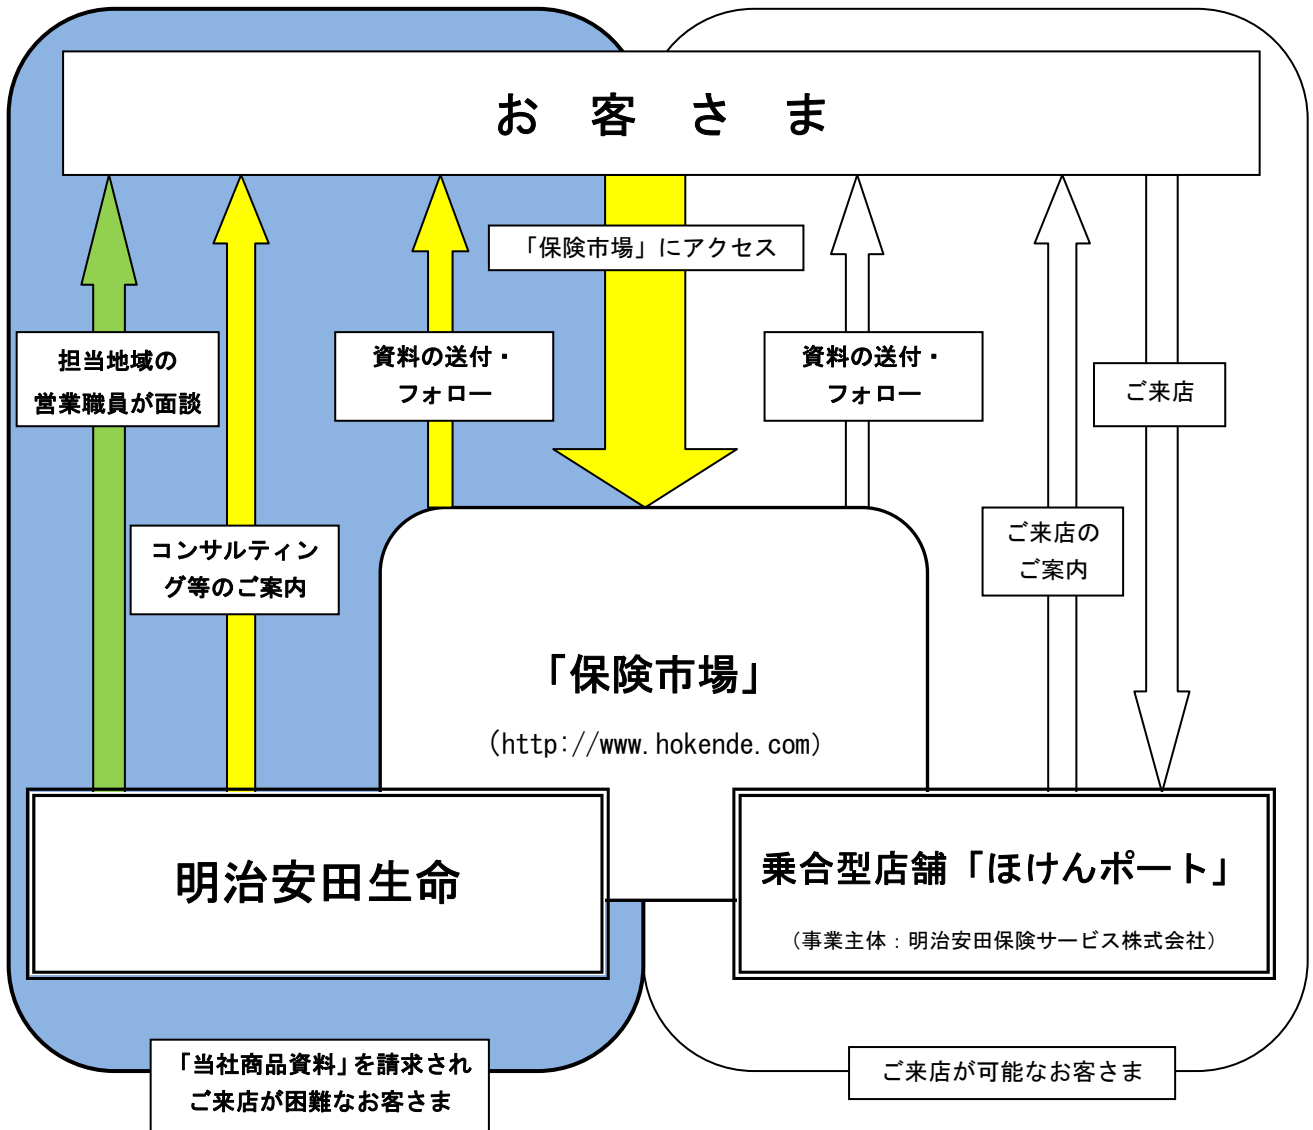 お 客 さ ま
「保険市場」にアクセス
担当地域の
営業職員が面談
資料の送付・
フォロー
資料の送付・
フォロー
ご来店
コンサルティン
グ等のご案内
ご来店の
ご案内
「保険市場」
(http://www.hokende.com)
明治安田生命
乗合型店舗「ほけんポート」
（事業主体：明治安田保険サービス株式会社）
「当社商品資料」を請求され
ご来店が困難なお客さま
ご来店が可能なお客さま